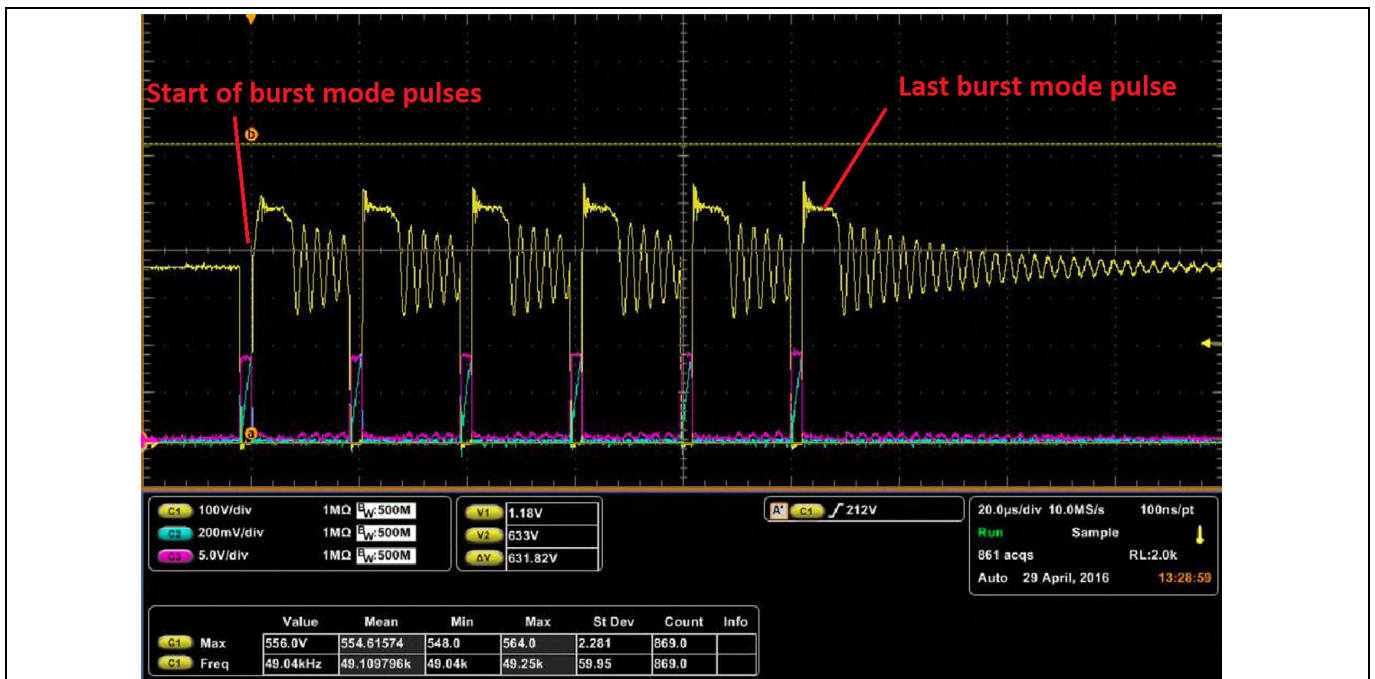 Start of burst mode pulses
Last burst mode pulse
b
a
C1 100V/div 1MΩ BW:500M
C2 200mV/div 1MΩ BW:500M
C3 5.0V/div 1MΩ BW:500M
V1 1.18V
V2 633V
ΔV 631.82V
A' C1 212V
20.0µs/div 10.0MS/s 100ns/pt
Run Sample
861 acqs RL:2.0k
Auto 29 April, 2016 13:28:59
Value Mean Min Max St Dev Count Info
C1 Max 556.0V 554.61574 548.0 564.0 2.281 869.0
C1 Freq 49.04kHz 49.109796k 49.04k 49.25k 59.95 869.0